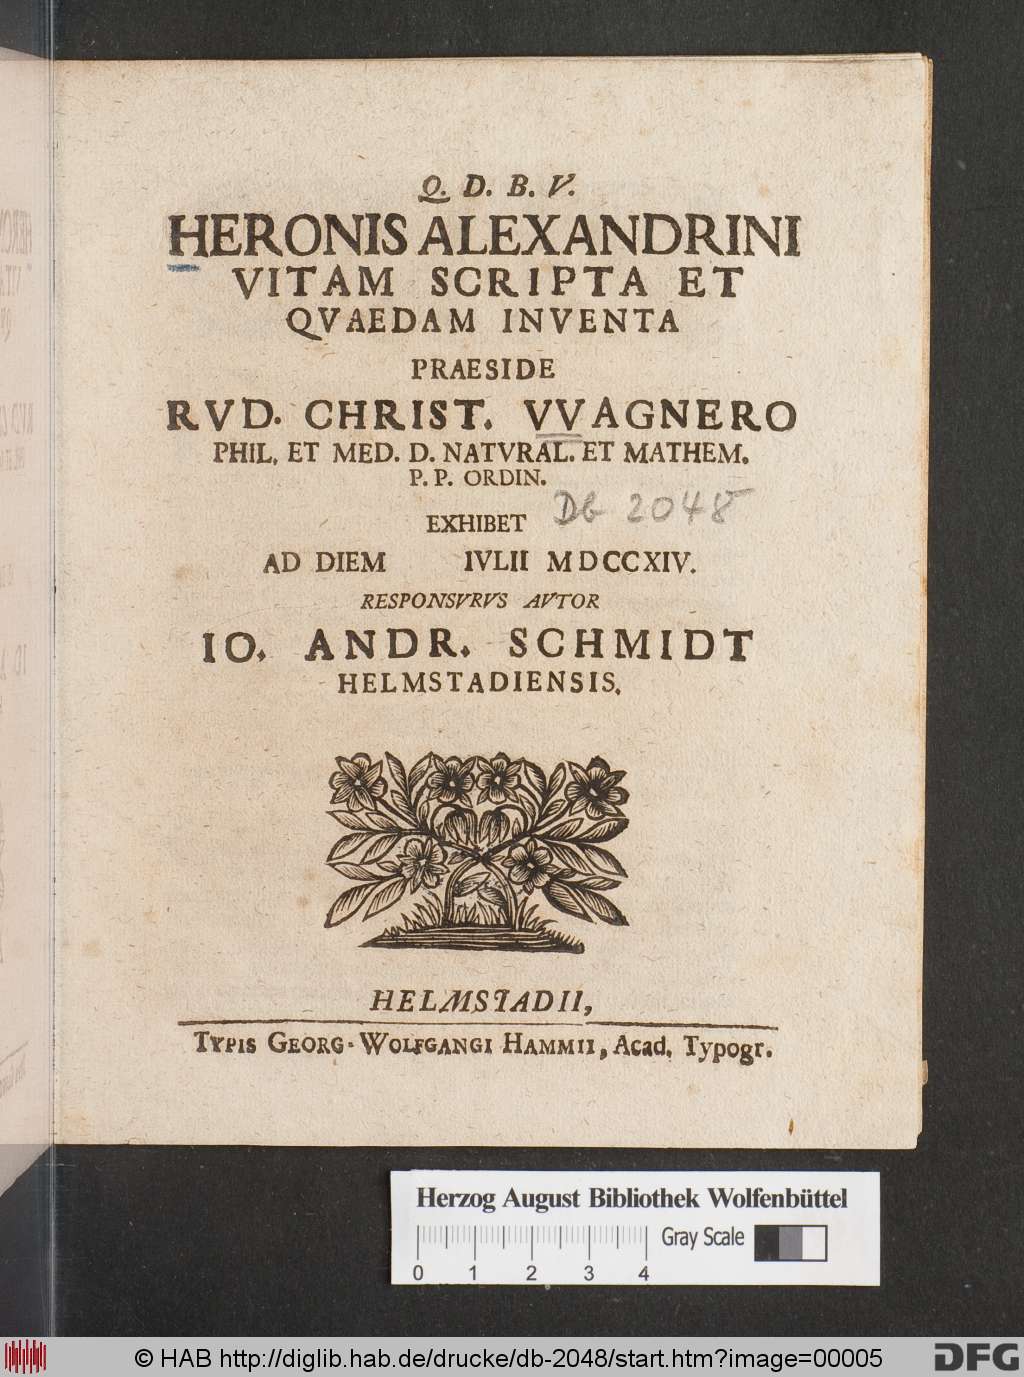 Q. D. B. V.
HERONIS ALEXANDRINI
VITAM SCRIPTA ET
QVAEDAM INVENTA
PRAESIDE
RVD. CHRIST. VVAGNERO
PHIL. ET MED. D. NATVRAL. ET MATHEM.
P. P. ORDIN.
Db 2048
EXHIBET
AD DIEM IVLII MDCCXIV.
RESPONSVRVS AVTOR
IO. ANDR. SCHMIDT
HELMSTADIENSIS.
HELMSTADII,
TYPIS GEORG-WOLFGANGI HAMMII, Acad. Typogr.
Herzog August Bibliothek Wolfenbüttel
Gray Scale
0 1 2 3 4
© HAB http://diglib.hab.de/drucke/db-2048/start.htm?image=00005
DFG